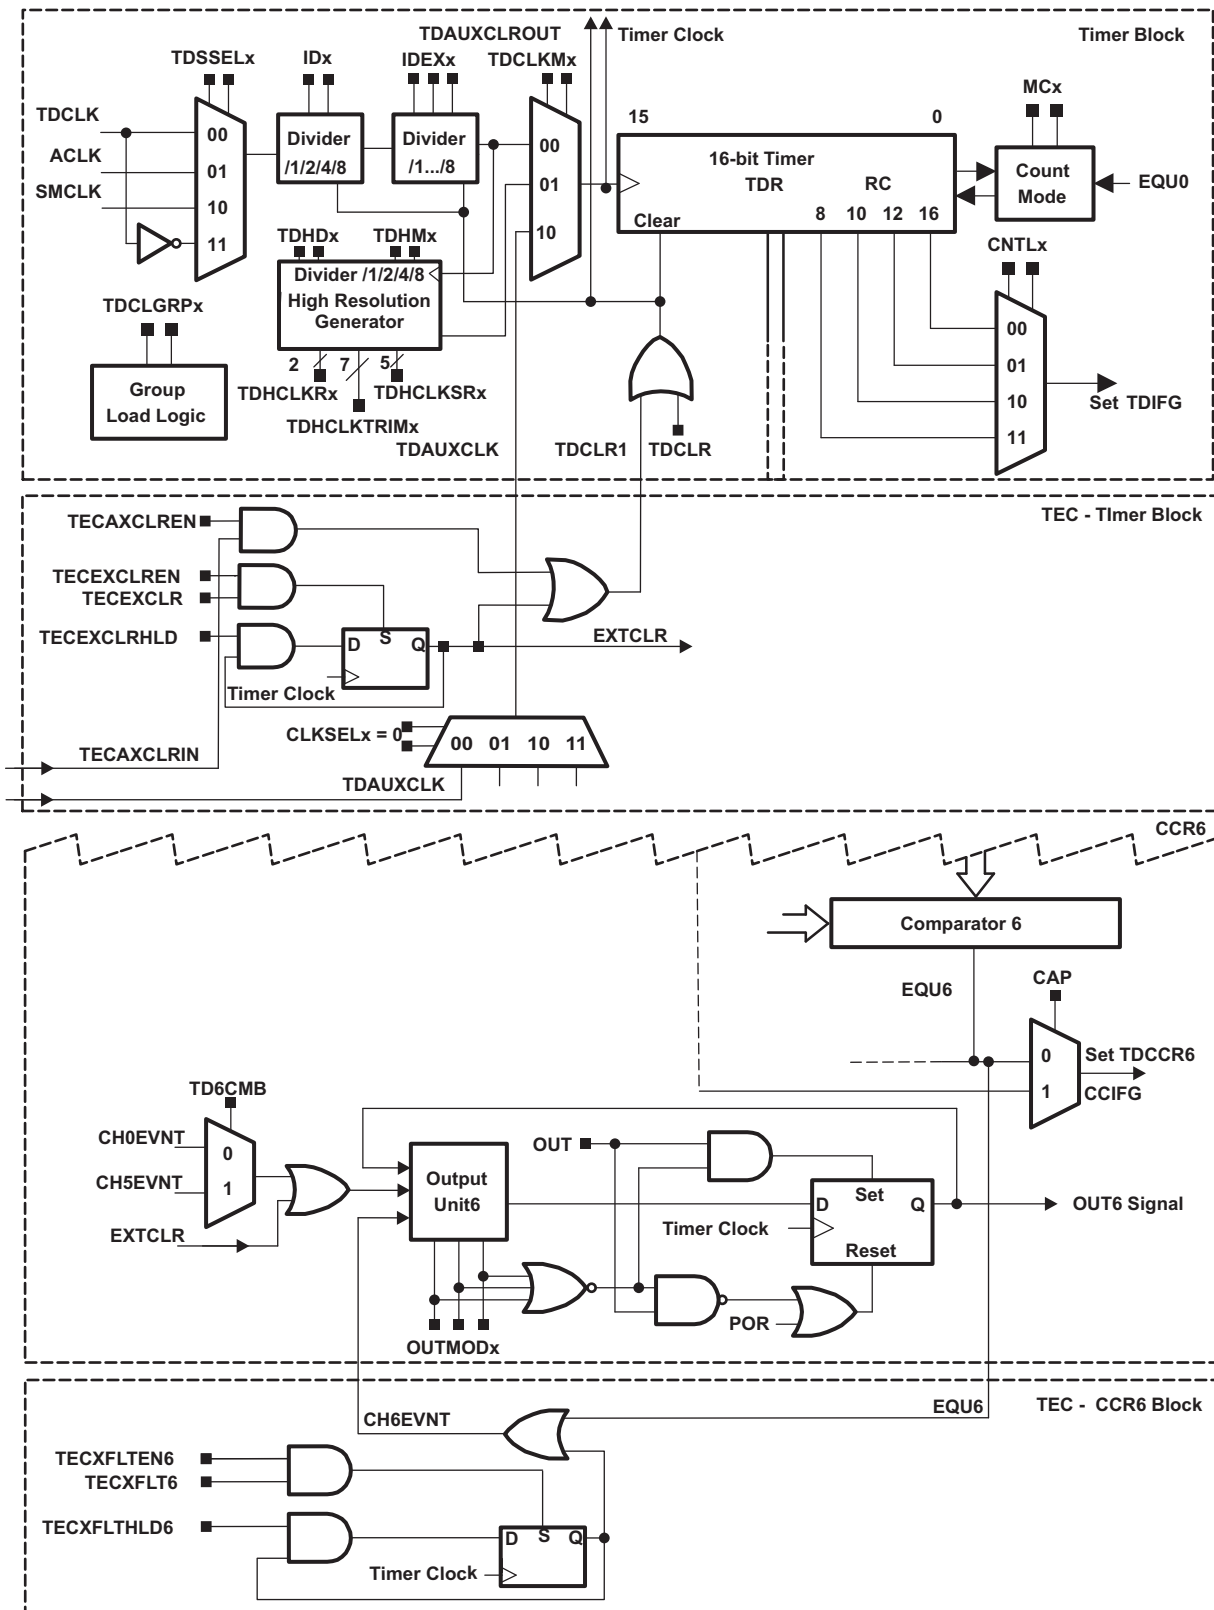 TDAUXCLROUT
Timer Clock
Timer Block
TDSSELx
IDx
IDEXx
TDCLKMx
MCx
TDCLK
ACLK
SMCLK
00
01
10
11
Divider
/1/2/4/8
Divider
/1.../8
00
01
10
15
0
16-bit Timer
TDR
RC
Clear
8
10
12
16
Count
Mode
EQU0
TDHDx
TDHMx
Divider /1/2/4/8
High Resolution
Generator
CNTLx
TDCLGRPx
Group
Load Logic
2
7
5
TDHCLKRx
TDHCLKSRx
TDHCLKTRIMx
TDAUXCLK
TDCLR1
TDCLR
00
01
10
11
Set TDIFG
TEC - TImer Block
TECAXCLREN
TECEXCLREN
TECEXCLR
TECEXCLRHLD
D
S
Q
EXTCLR
Timer Clock
CLKSELx = 0
00
01
10
11
TECAXCLRIN
TDAUXCLK
CCR6
Comparator 6
EQU6
CAP
0
1
Set TDCCR6
CCIFG
TD6CMB
CH0EVNT
CH5EVNT
EXTCLR
0
1
Output
Unit6
OUT
D
Set
Q
Reset
Timer Clock
OUT6 Signal
POR
OUTMODx
CH6EVNT
EQU6
TEC - CCR6 Block
TECXFLTEN6
TECXFLT6
TECXFLTHLD6
D
S
Q
Timer Clock